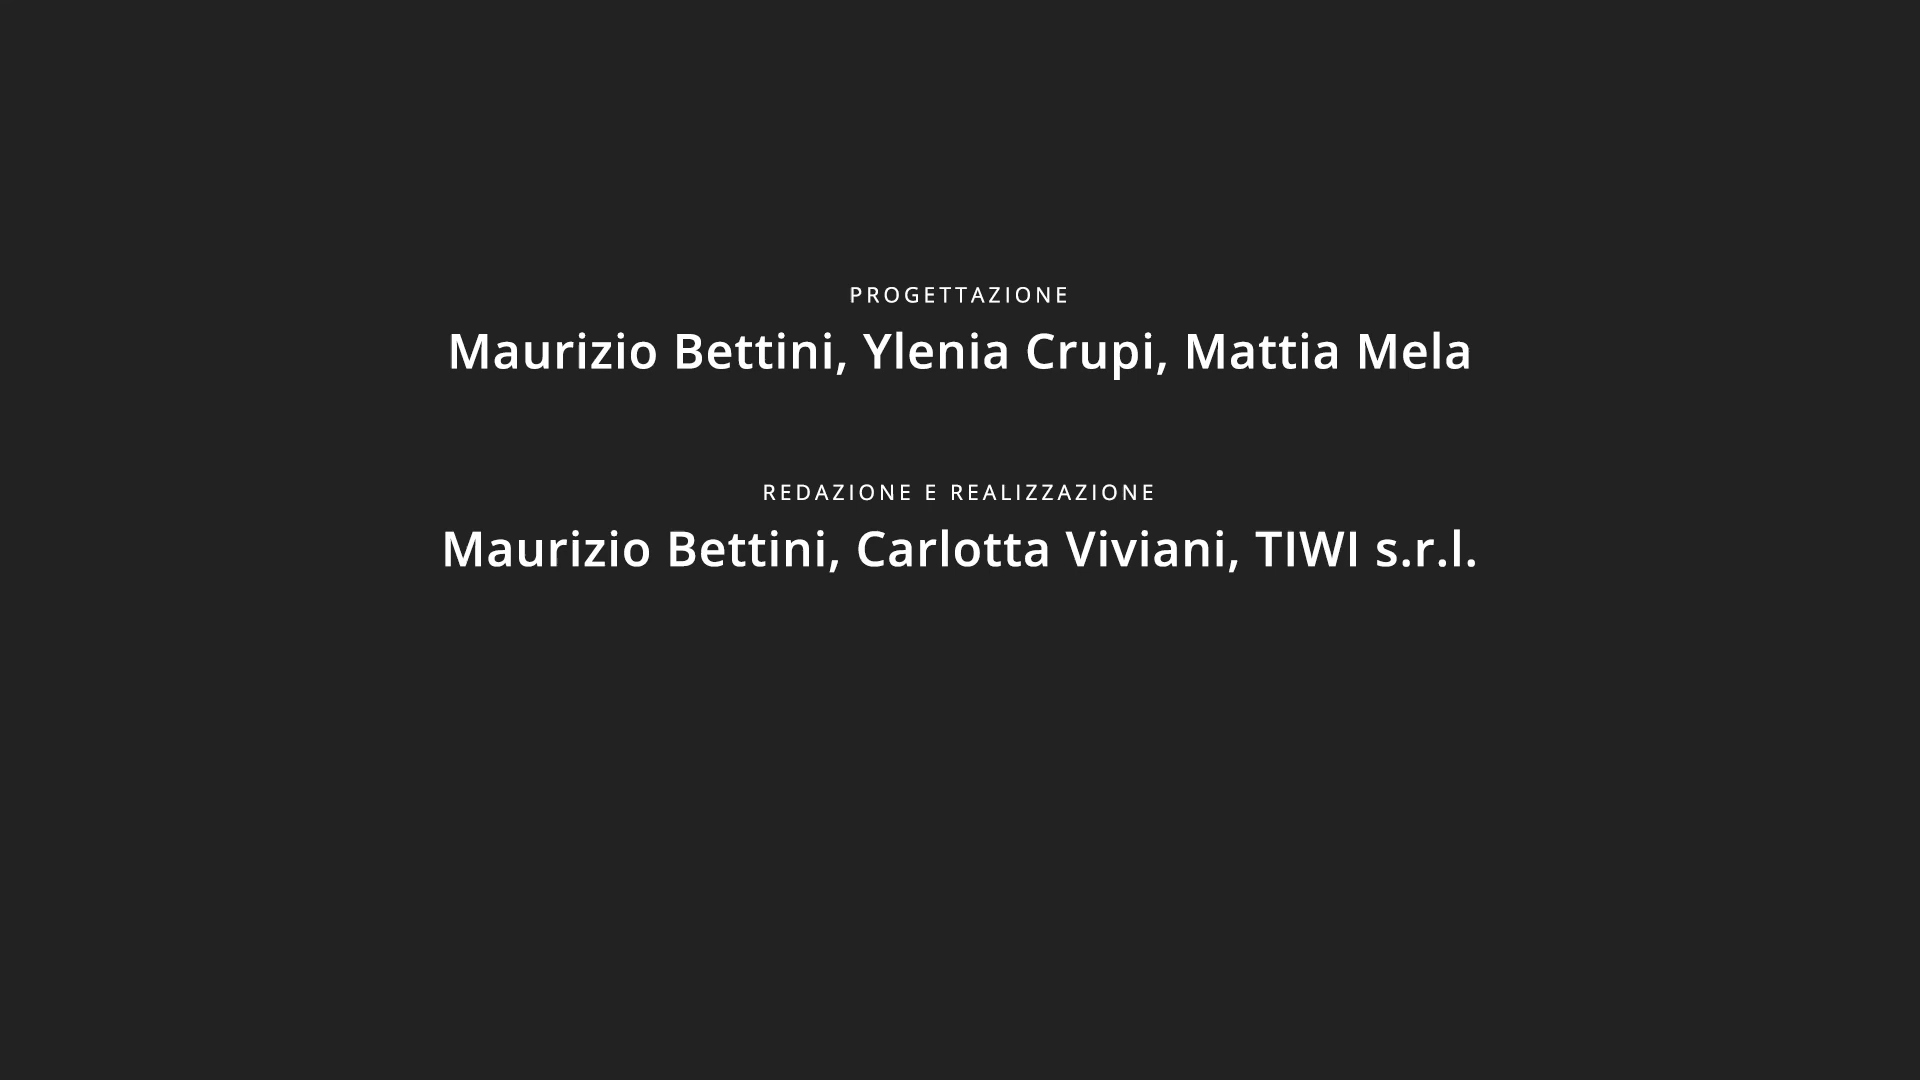 PROGETTAZIONE
Maurizio Bettini, Ylenia Crupi, Mattia Mela
REDAZIONE E REALIZZAZIONE
Maurizio Bettini, Carlotta Viviani, TIWI s.r.l.